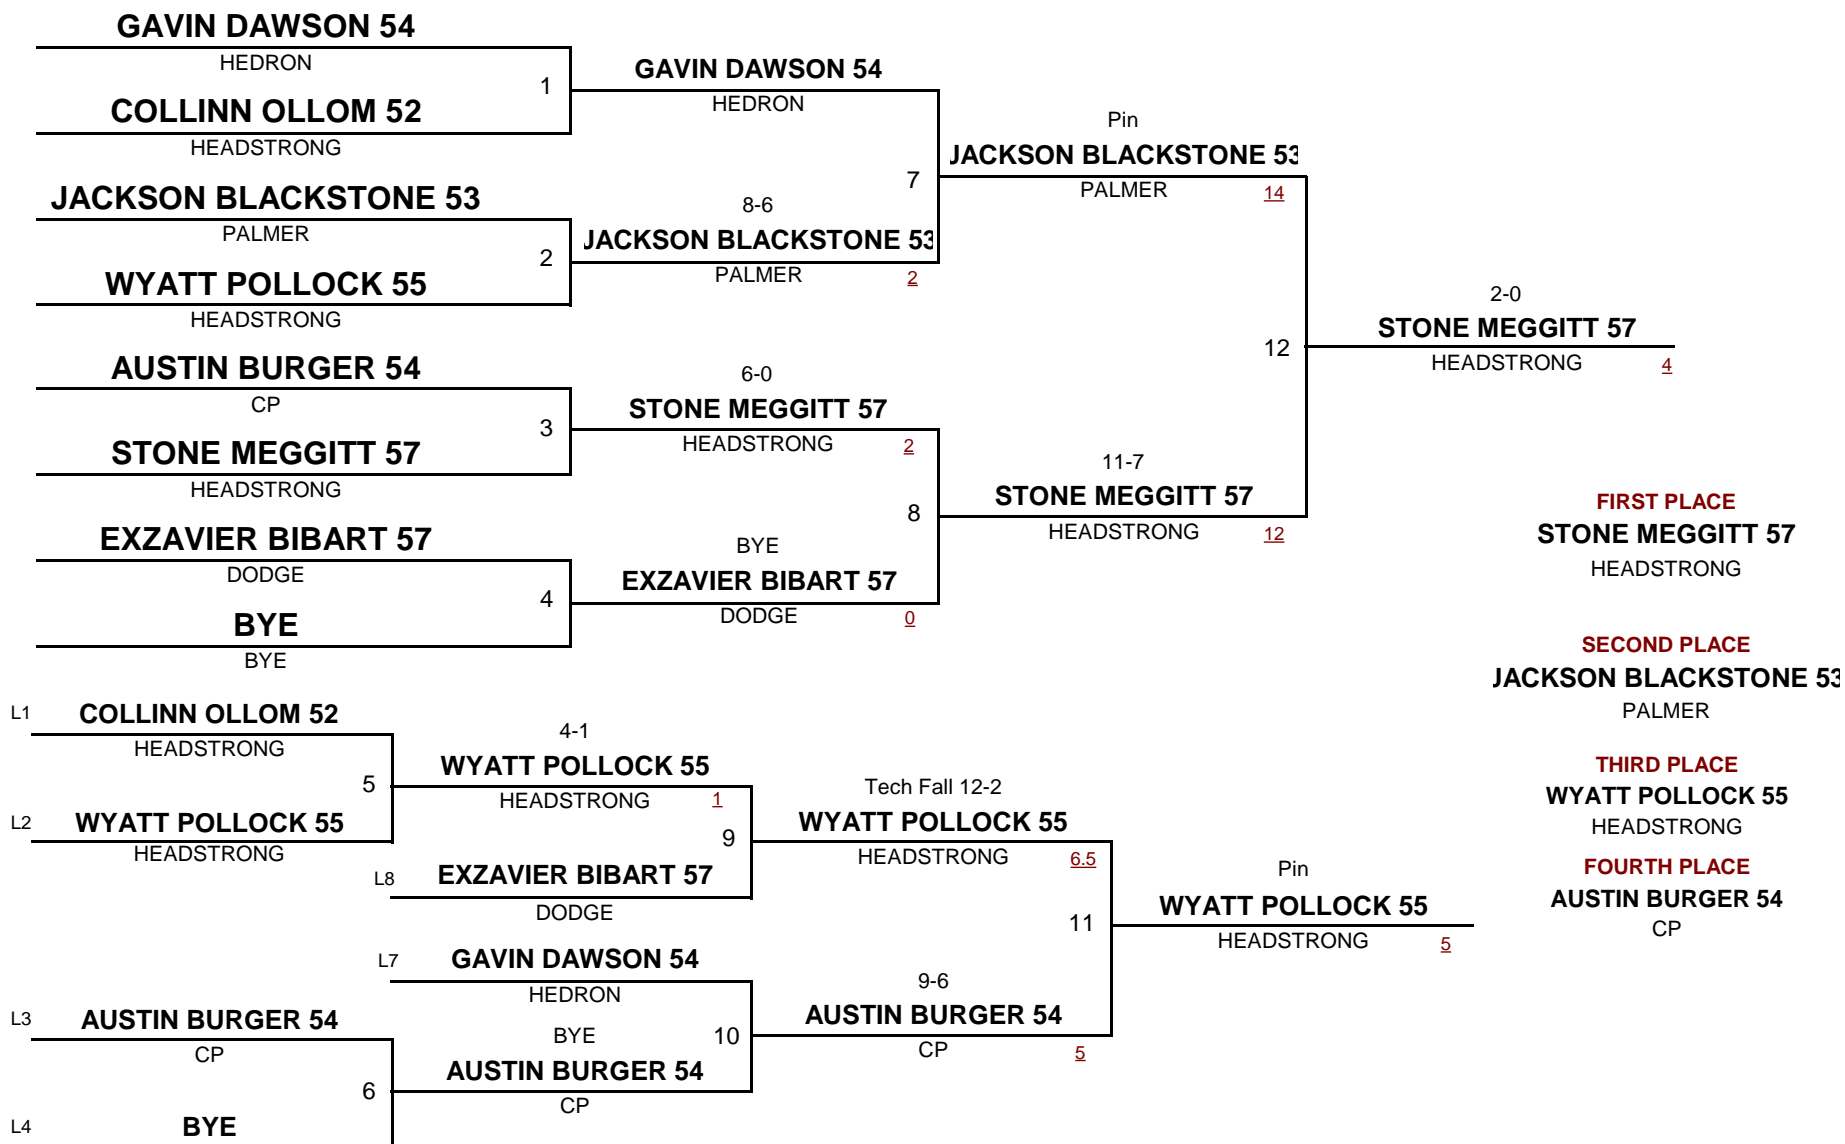 GAVIN DAWSON 54
HEDRON
1
COLLINN OLLOM 52
HEADSTRONG
GAVIN DAWSON 54
HEDRON
JACKSON BLACKSTONE 53
PALMER
2
WYATT POLLOCK 55
HEADSTRONG
8-6
JACKSON BLACKSTONE 53
PALMER
2
7
Pin
JACKSON BLACKSTONE 53
PALMER
14
AUSTIN BURGER 54
CP
3
STONE MEGGITT 57
HEADSTRONG
6-0
STONE MEGGITT 57
HEADSTRONG
2
EXZAVIER BIBART 57
DODGE
4
BYE
BYE
BYE
EXZAVIER BIBART 57
DODGE
0
8
11-7
STONE MEGGITT 57
HEADSTRONG
12
12
2-0
STONE MEGGITT 57
HEADSTRONG
4
FIRST PLACE
STONE MEGGITT 57
HEADSTRONG
SECOND PLACE
JACKSON BLACKSTONE 53
PALMER
THIRD PLACE
WYATT POLLOCK 55
HEADSTRONG
FOURTH PLACE
AUSTIN BURGER 54
CP
L1
COLLINN OLLOM 52
HEADSTRONG
5
L2
WYATT POLLOCK 55
HEADSTRONG
4-1
WYATT POLLOCK 55
HEADSTRONG
1
9
L8
EXZAVIER BIBART 57
DODGE
Tech Fall 12-2
WYATT POLLOCK 55
HEADSTRONG
6.5
L7
GAVIN DAWSON 54
HEDRON
L3
AUSTIN BURGER 54
CP
6
L4
BYE
BYE
AUSTIN BURGER 54
CP
10
9-6
AUSTIN BURGER 54
CP
5
11
Pin
WYATT POLLOCK 55
HEADSTRONG
5